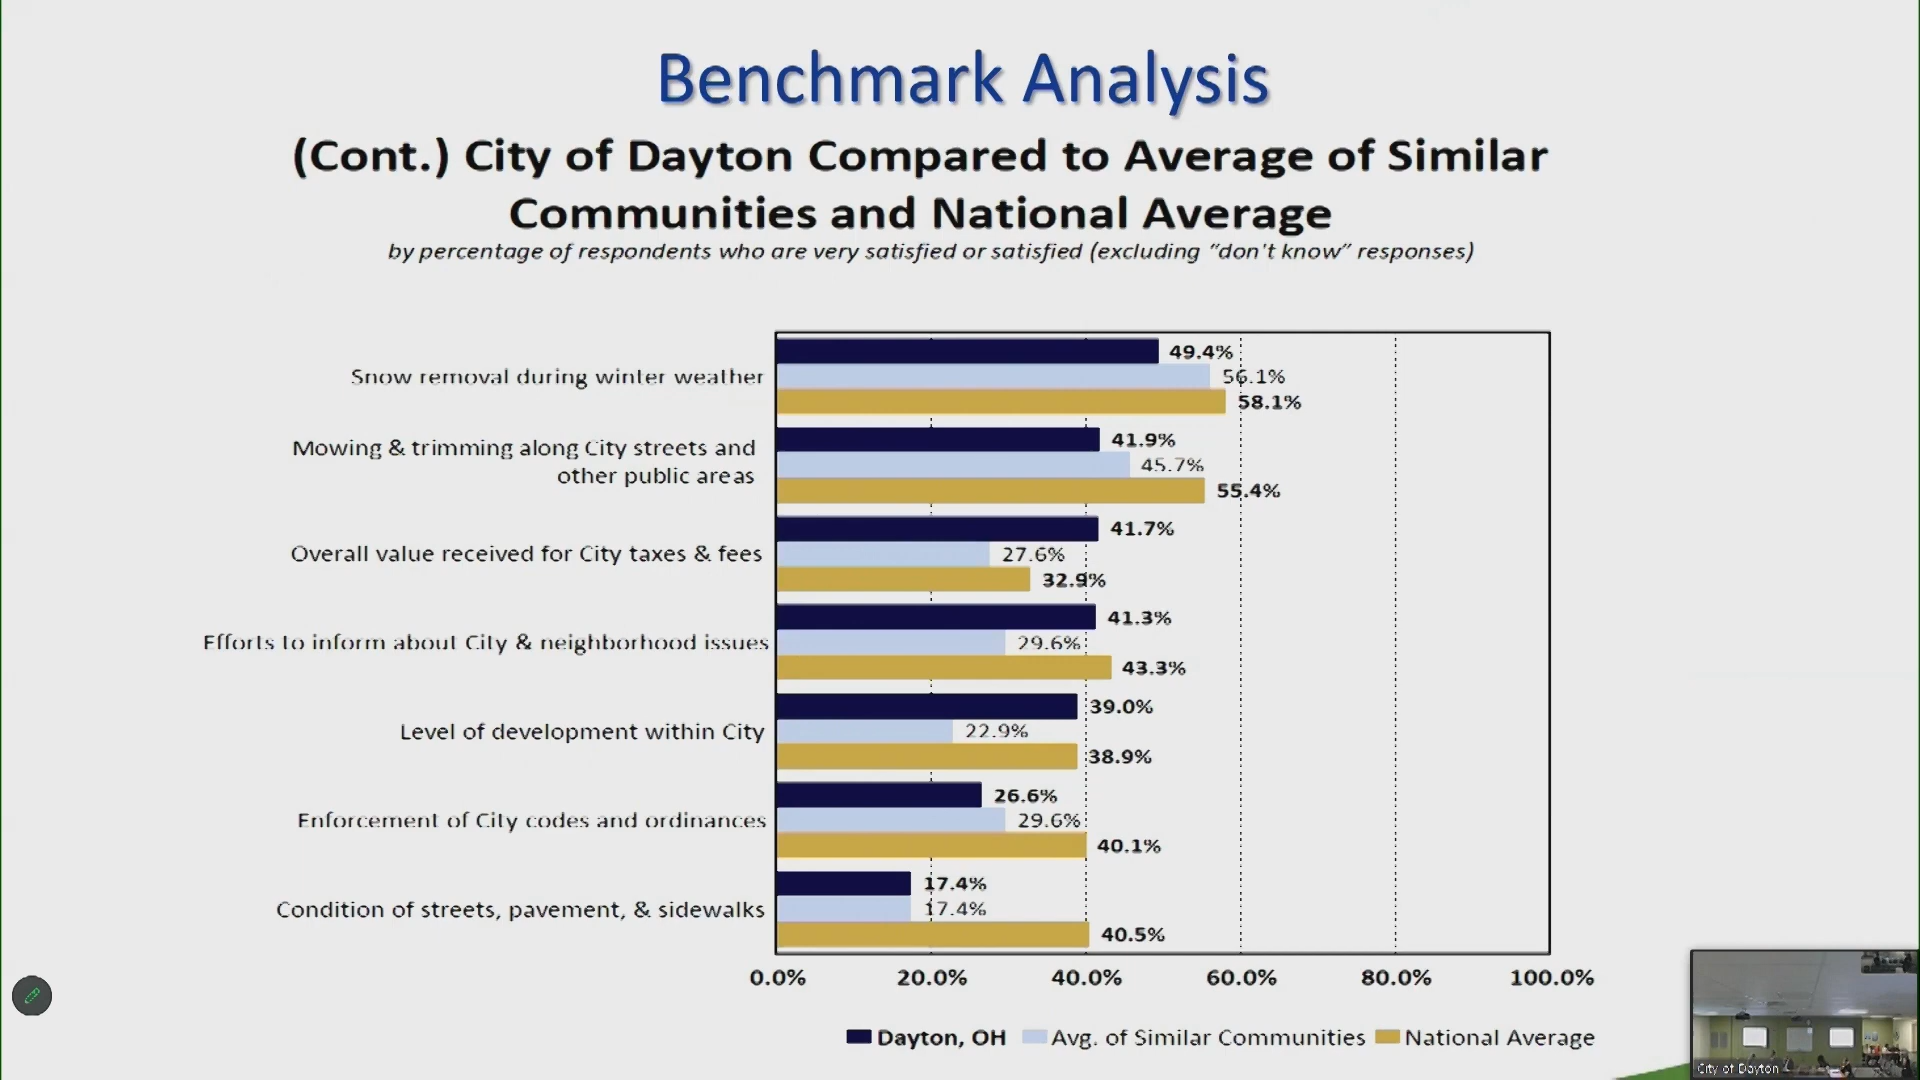 Benchmark Analysis
(Cont.) City of Dayton Compared to Average of Similar
Communities and National Average
by percentage of respondents who are very satisfied or satisfied (excluding “don't know” responses)
Snow removal during winter weather
49.4%
56.1%
58.1%
Mowing & trimming along City streets and
other public areas
41.9%
45.7%
55.4%
Overall value received for City taxes & fees
41.7%
27.6%
32.9%
Efforts to inform about City & neighborhood issues
41.3%
29.6%
43.3%
Level of development within City
39.0%
22.9%
38.9%
Enforcement of City codes and ordinances
26.6%
29.6%
40.1%
Condition of streets, pavement, & sidewalks
17.4%
17.4%
40.5%
0.0% 20.0% 40.0% 60.0% 80.0% 100.0%
Dayton, OH Avg. of Similar Communities National Average
City of Dayton